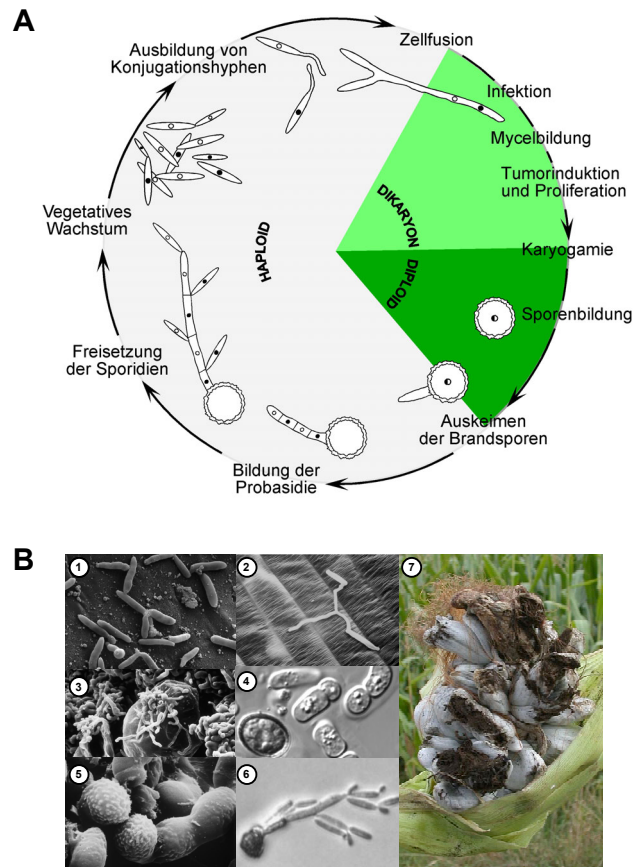 A
Zellfusion
Ausbildung von
Konjugationshyphen
Infektion
Mycelbildung
Tumorinduktion
und Proliferation
DIKARYON
Vegetatives
Wachstum
HAPLOID
Karyogamie
DIPLOID
Sporenbildung
Freisetzung
der Sporidien
Auskeimen
der Brandsporen
Bildung der
Probasidie
B
1
2
7
3
4
5
6